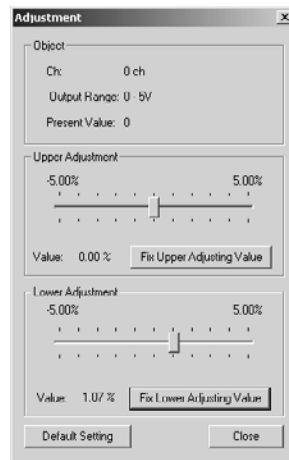 Adjustment x
Object
Ch: 0 ch
Output Range: 0 - 5V
Present Value: 0
Upper Adjustment
-5.00% 5.00%
Value: 0.00 % Fix Upper Adjusting Value
Lower Adjustment
-5.00% 5.00%
Value: 1.07 % Fix Lower Adjusting Value
Default Setting Close